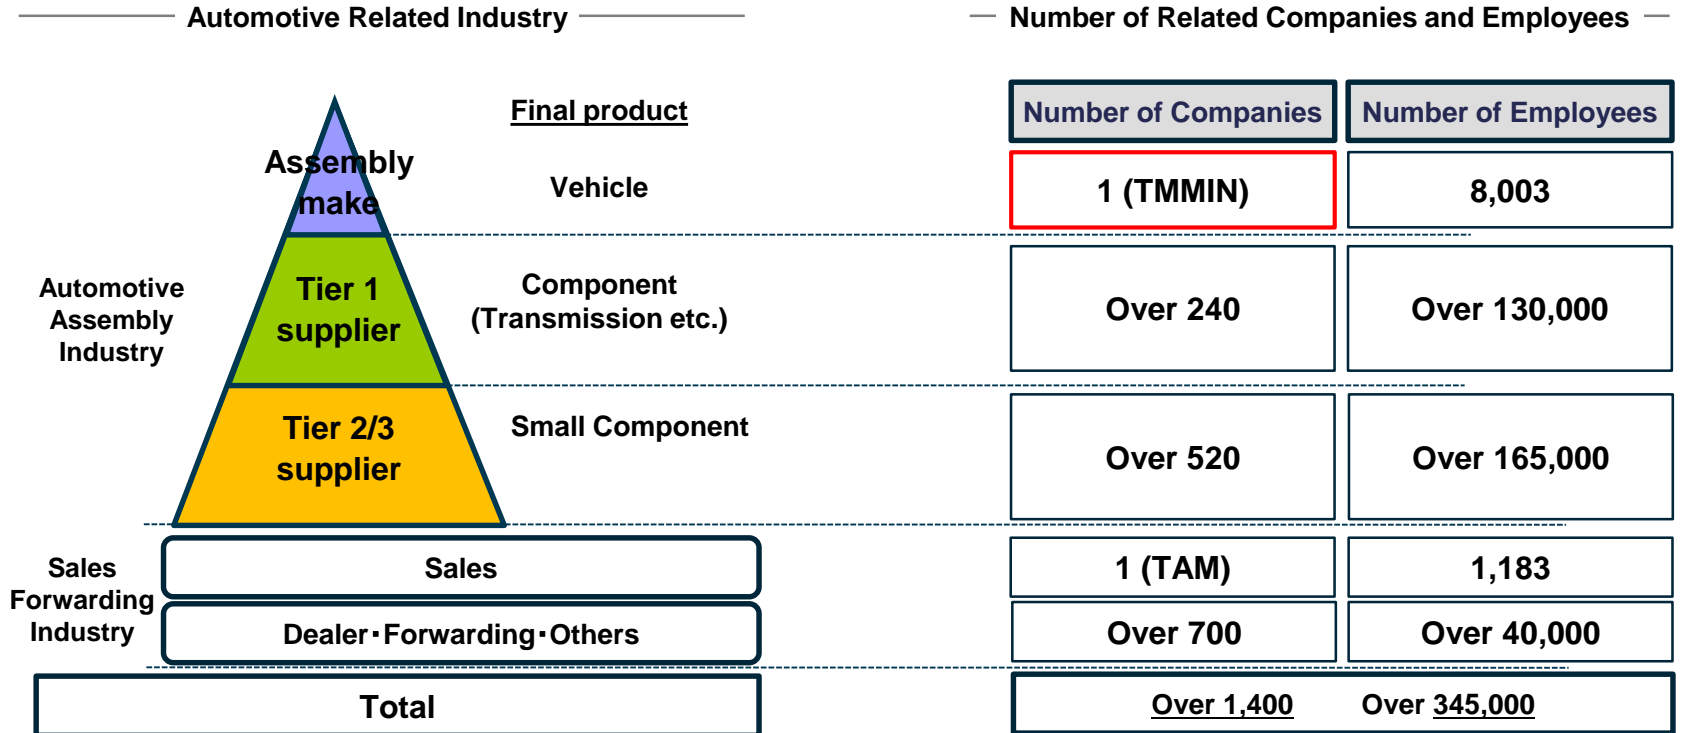 Automotive Related Industry
Number of Related Companies and Employees
Final product
Number of Companies
Number of Employees
Assembly
make
Vehicle
1 (TMMIN)
8,003
Automotive
Assembly
Industry
Tier 1
supplier
Component
(Transmission etc.)
Over 240
Over 130,000
Tier 2/3
supplier
Small Component
Over 520
Over 165,000
Sales
Forwarding
Industry
Sales
1 (TAM)
1,183
Dealer・Forwarding・Others
Over 700
Over 40,000
Total
Over 1,400
Over 345,000